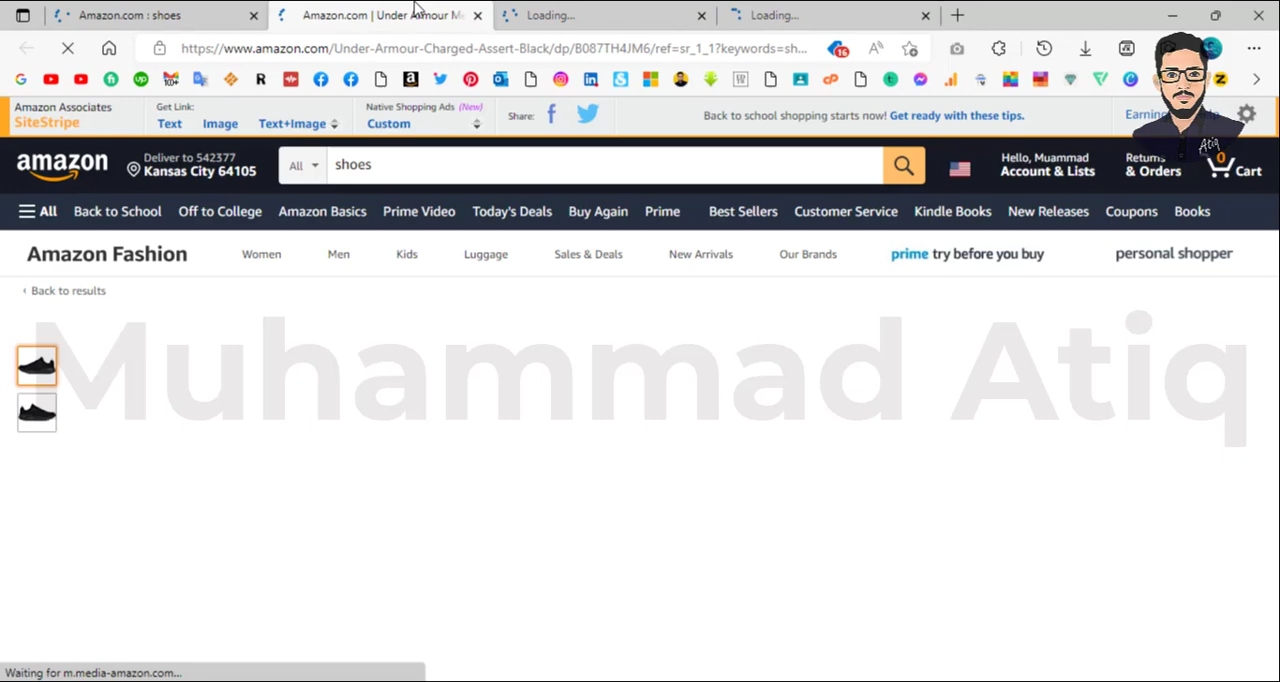 Amazon.com : shoes
Amazon.com | Under Armour Me
Loading...
Loading...
https://www.amazon.com/Under-Armour-Charged-Assert-Black/dp/B087TH4JM6/ref=sr_1_1?keywords=sh...
16
Amazon Associates
SiteStripe
Get Link:
Text Image Text+Image
Native Shopping Ads (New)
Custom
Share:
Back to school shopping starts now! Get ready with these tips.
Earnin
Atiq
amazon
Deliver to 542377
Kansas City 64105
All
shoes
Hello, Muammad
Account & Lists
Returns
& Orders
0
Cart
All Back to School Off to College Amazon Basics Prime Video Today's Deals Buy Again Prime Best Sellers Customer Service Kindle Books New Releases Coupons Books
Amazon Fashion Women Men Kids Luggage Sales & Deals New Arrivals Our Brands prime try before you buy personal shopper
‹ Back to results
Muhammad Atiq
Waiting for m.media-amazon.com...